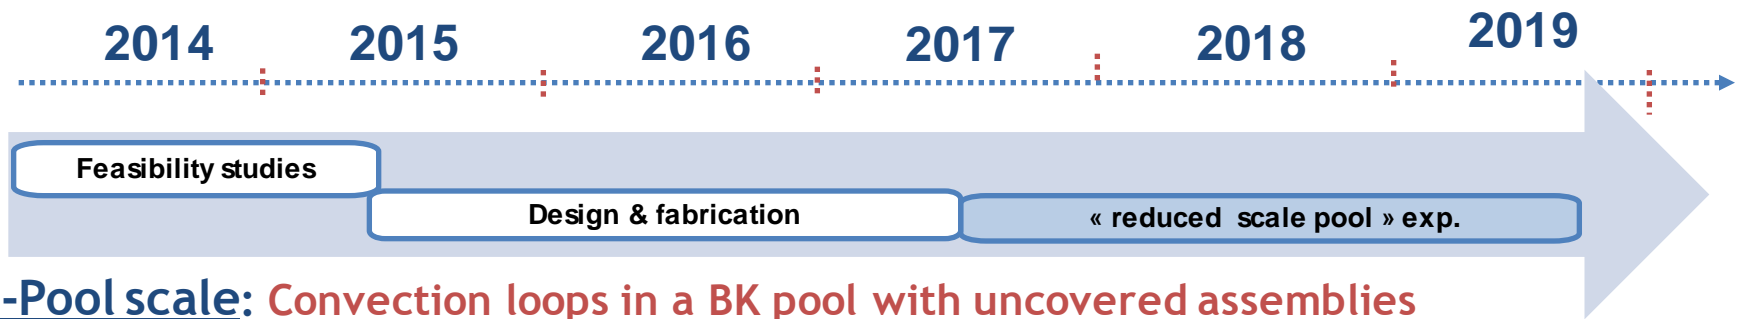 2014 2015 2016 2017 2018 2019
Feasibility studies
Design & fabrication « reduced scale pool » exp.
-Pool scale: Convection loops in a BK pool with uncovered assemblies